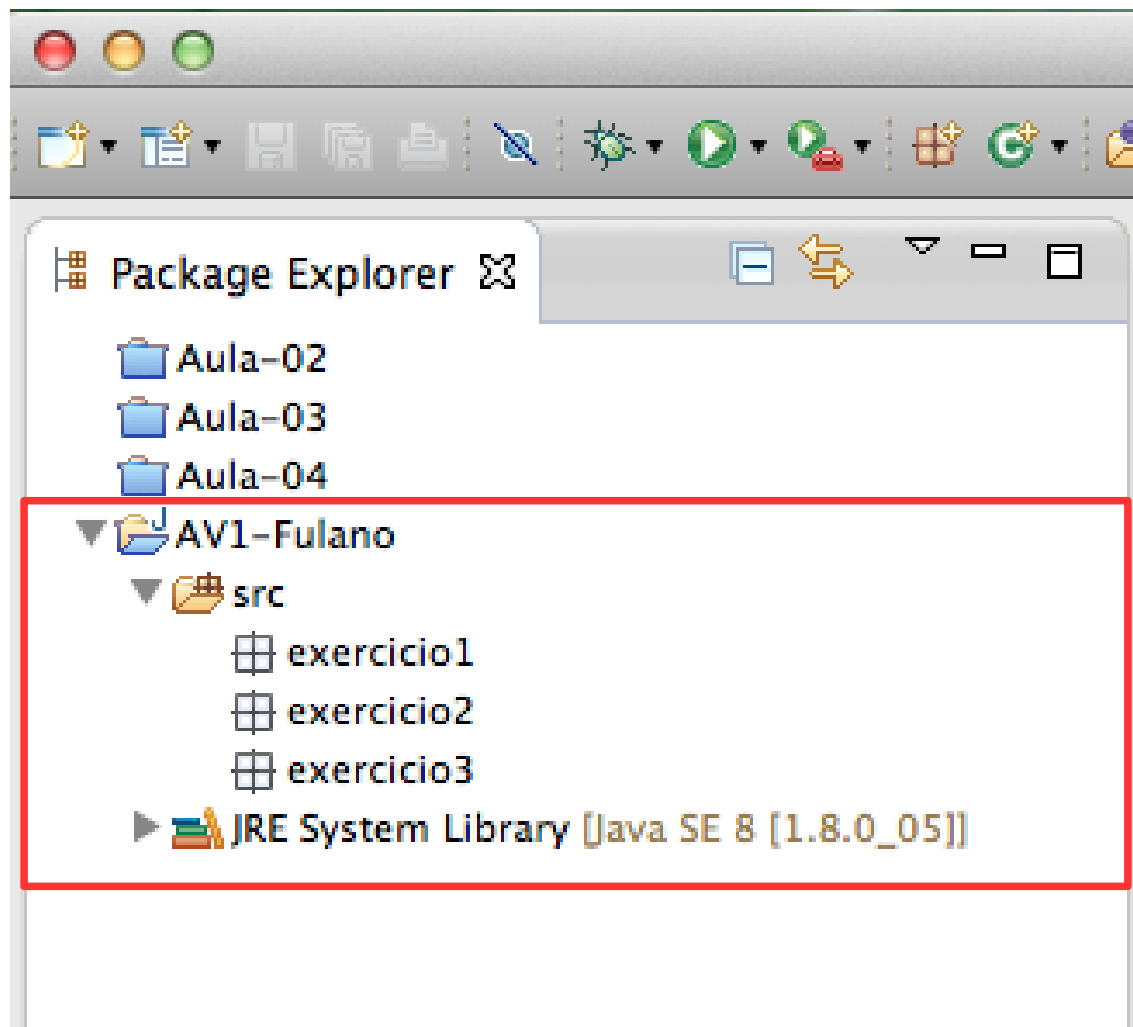 Package Explorer
Aula-02
Aula-03
Aula-04
AV1-Fulano
src
exercicio1
exercicio2
exercicio3
JRE System Library [Java SE 8 [1.8.0_05]]